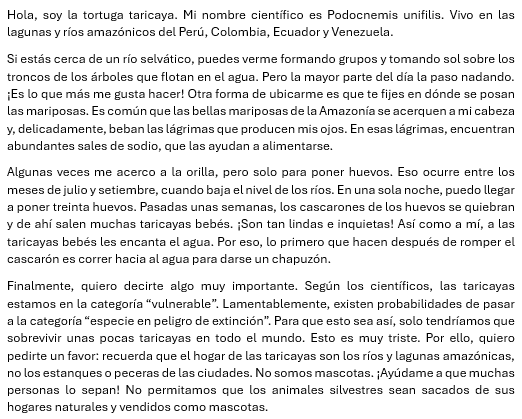 Hola, soy la tortuga taricaya. Mi nombre científico es Podocnemis unifilis. Vivo en las
lagunas y ríos amazónicos del Perú, Colombia, Ecuador y Venezuela.
Si estás cerca de un río selvático, puedes verme formando grupos y tomando sol sobre los
troncos de los árboles que flotan en el agua. Pero la mayor parte del día la paso nadando.
¡Es lo que más me gusta hacer! Otra forma de ubicarme es que te fijes en dónde se posan
las mariposas. Es común que las bellas mariposas de la Amazonía se acerquen a mi cabeza
y, delicadamente, beban las lágrimas que producen mis ojos. En esas lágrimas, encuentran
abundantes sales de sodio, que las ayudan a alimentarse.
Algunas veces me acerco a la orilla, pero solo para poner huevos. Eso ocurre entre los
meses de julio y setiembre, cuando baja el nivel de los ríos. En una sola noche, puedo llegar
a poner treinta huevos. Pasadas unas semanas, los cascarones de los huevos se quiebran
y de ahí salen muchas taricayas bebés. ¡Son tan lindas e inquietas! Así como a mí, a las
taricayas bebés les encanta el agua. Por eso, lo primero que hacen después de romper el
cascarón es correr hacia al agua para darse un chapuzón.
Finalmente, quiero decirte algo muy importante. Según los científicos, las taricayas
estamos en la categoría “vulnerable”. Lamentablemente, existen probabilidades de pasar
a la categoría “especie en peligro de extinción”. Para que esto sea así, solo tendríamos que
sobrevivir unas pocas taricayas en todo el mundo. Esto es muy triste. Por ello, quiero
pedirte un favor: recuerda que el hogar de las taricayas son los ríos y lagunas amazónicas,
no los estanques o peceras de las ciudades. No somos mascotas. ¡Ayúdame a que muchas
personas lo sepan! No permitamos que los animales silvestres sean sacados de sus
hogares naturales y vendidos como mascotas.